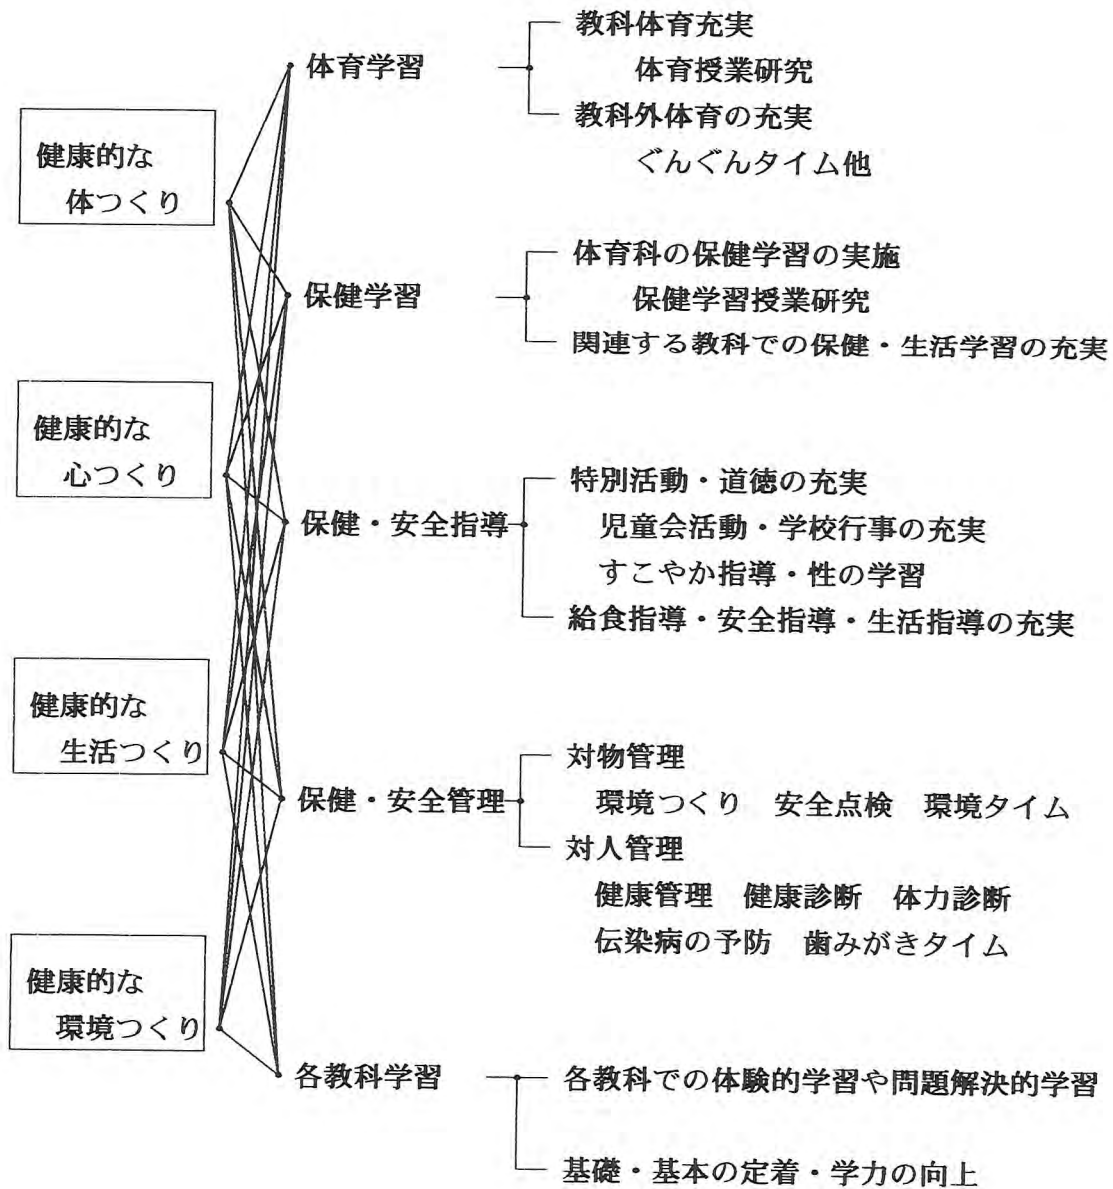 健康的な
体つくり
健康的な
心つくり
健康的な
生活つくり
健康的な
環境つくり
体育学習
教科体育充実
体育授業研究
教科外体育の充実
ぐんぐんタイム他
保健学習
体育科の保健学習の実施
保健学習授業研究
関連する教科での保健・生活学習の充実
保健・安全指導
特別活動・道徳の充実
児童会活動・学校行事の充実
すこやか指導・性の学習
給食指導・安全指導・生活指導の充実
保健・安全管理
対物管理
環境つくり　安全点検　環境タイム
対人管理
健康管理　健康診断　体力診断
伝染病の予防　歯みがきタイム
各教科学習
各教科での体験的学習や問題解決的学習
基礎・基本の定着・学力の向上